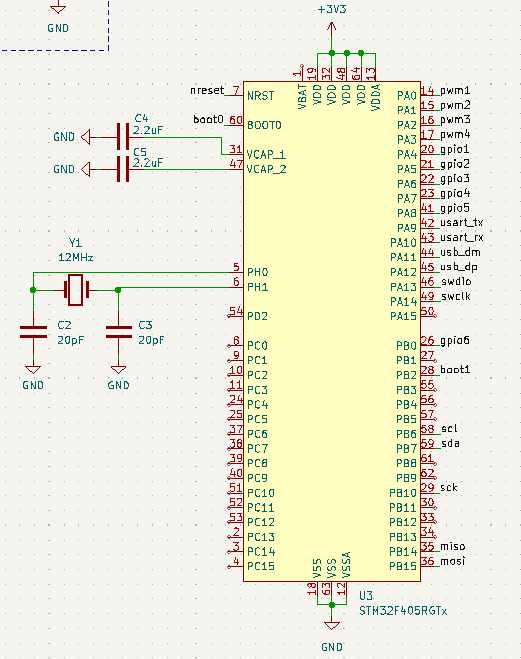 GND
+3V3
1 19 32 48 64 13
VBAT VDD VDD VDD VDD VDDA
nreset 7 NRST
boot0 60 BOOT0
C4
2.2uF
GND
31 VCAP_1
C5
2.2uF
GND
47 VCAP_2
Y1
12MHz
5 PH0
6 PH1
C2
20pF
GND
C3
20pF
GND
54 PD2
8 PC0
9 PC1
10 PC2
11 PC3
24 PC4
25 PC5
37 PC6
38 PC7
39 PC8
40 PC9
51 PC10
52 PC11
53 PC12
2 PC13
3 PC14
4 PC15
PA0 14 pwm1
PA1 15 pwm2
PA2 16 pwm3
PA3 17 pwm4
PA4 20 gpio1
PA5 21 gpio2
PA6 22 gpio3
PA7 23 gpio4
PA8 41 gpio5
PA9 42 usart_tx
PA10 43 usart_rx
PA11 44 usb_dm
PA12 45 usb_dp
PA13 46 swdio
PA14 49 swclk
PA15 50
PB0 26 gpio6
PB1 27
PB2 28 boot1
PB3 55
PB4 56
PB5 57
PB6 58 scl
PB7 59 sda
PB8 61
PB9 62
PB10 29 sck
PB11 30
PB12 33
PB13 34
PB14 35 miso
PB15 36 mosi
VSS VSS VSSA
18 63 12
U3
STM32F405RGTx
GND